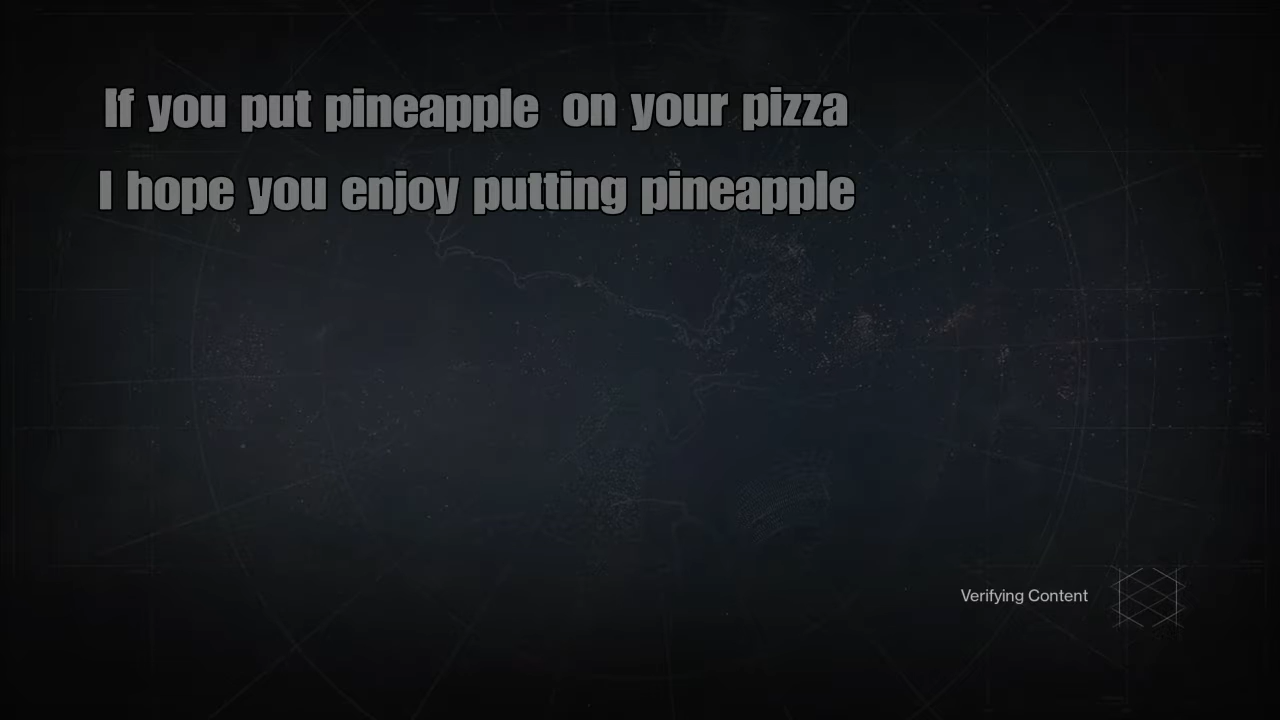 If you put pineapple on your pizza
I hope you enjoy putting pineapple
Verifying Content